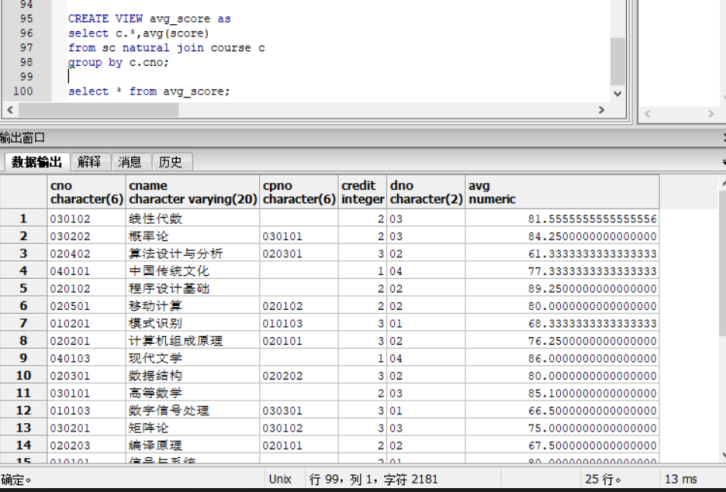 94
95 CREATE VIEW avg_score as
96 select c.*,avg(score)
97 from sc natural join course c
98 group by c.cno;
99
100 select * from avg_score;
输出窗口
数据输出 解释 消息 历史
cno cname cpno credit dno avg
character(6) character varying(20) character(6) integer character(2) numeric
1 030102 线性代数 2 03 81.5555555555555556
2 030202 概率论 030101 2 03 84.2500000000000000
3 020402 算法设计与分析 020301 3 02 61.3333333333333333
4 040101 中国传统文化 1 04 77.3333333333333333
5 020102 程序设计基础 2 02 89.2500000000000000
6 020501 移动计算 020102 2 02 80.0000000000000000
7 010201 模式识别 010103 3 01 68.3333333333333333
8 020201 计算机组成原理 020101 3 02 76.2500000000000000
9 040103 现代文学 1 04 86.0000000000000000
10 020301 数据结构 020202 3 02 80.0000000000000000
11 030101 高等数学 2 03 85.1000000000000000
12 010103 数字信号处理 030301 3 01 66.5000000000000000
13 030201 矩阵论 030102 3 03 75.0000000000000000
14 020203 编译原理 020101 2 02 67.5000000000000000
15 010101 信号与系统 2 01 80.0000000000000000
确定。 Unix 行 99，列 1，字符 2181 25 行。 13 ms